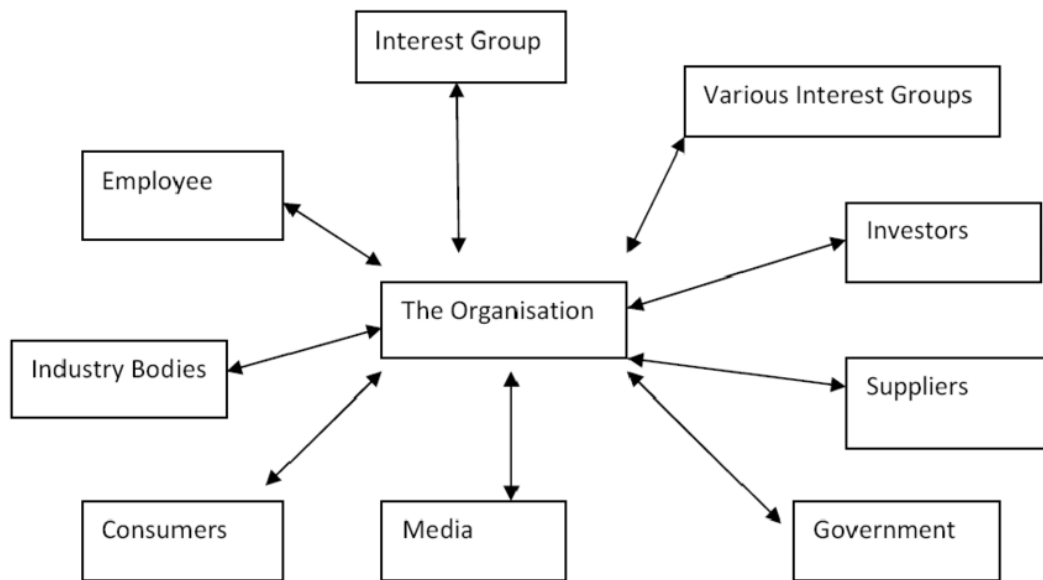 Interest Group
Various Interest Groups
Employee
Investors
The Organisation
Industry Bodies
Suppliers
Consumers
Media
Government